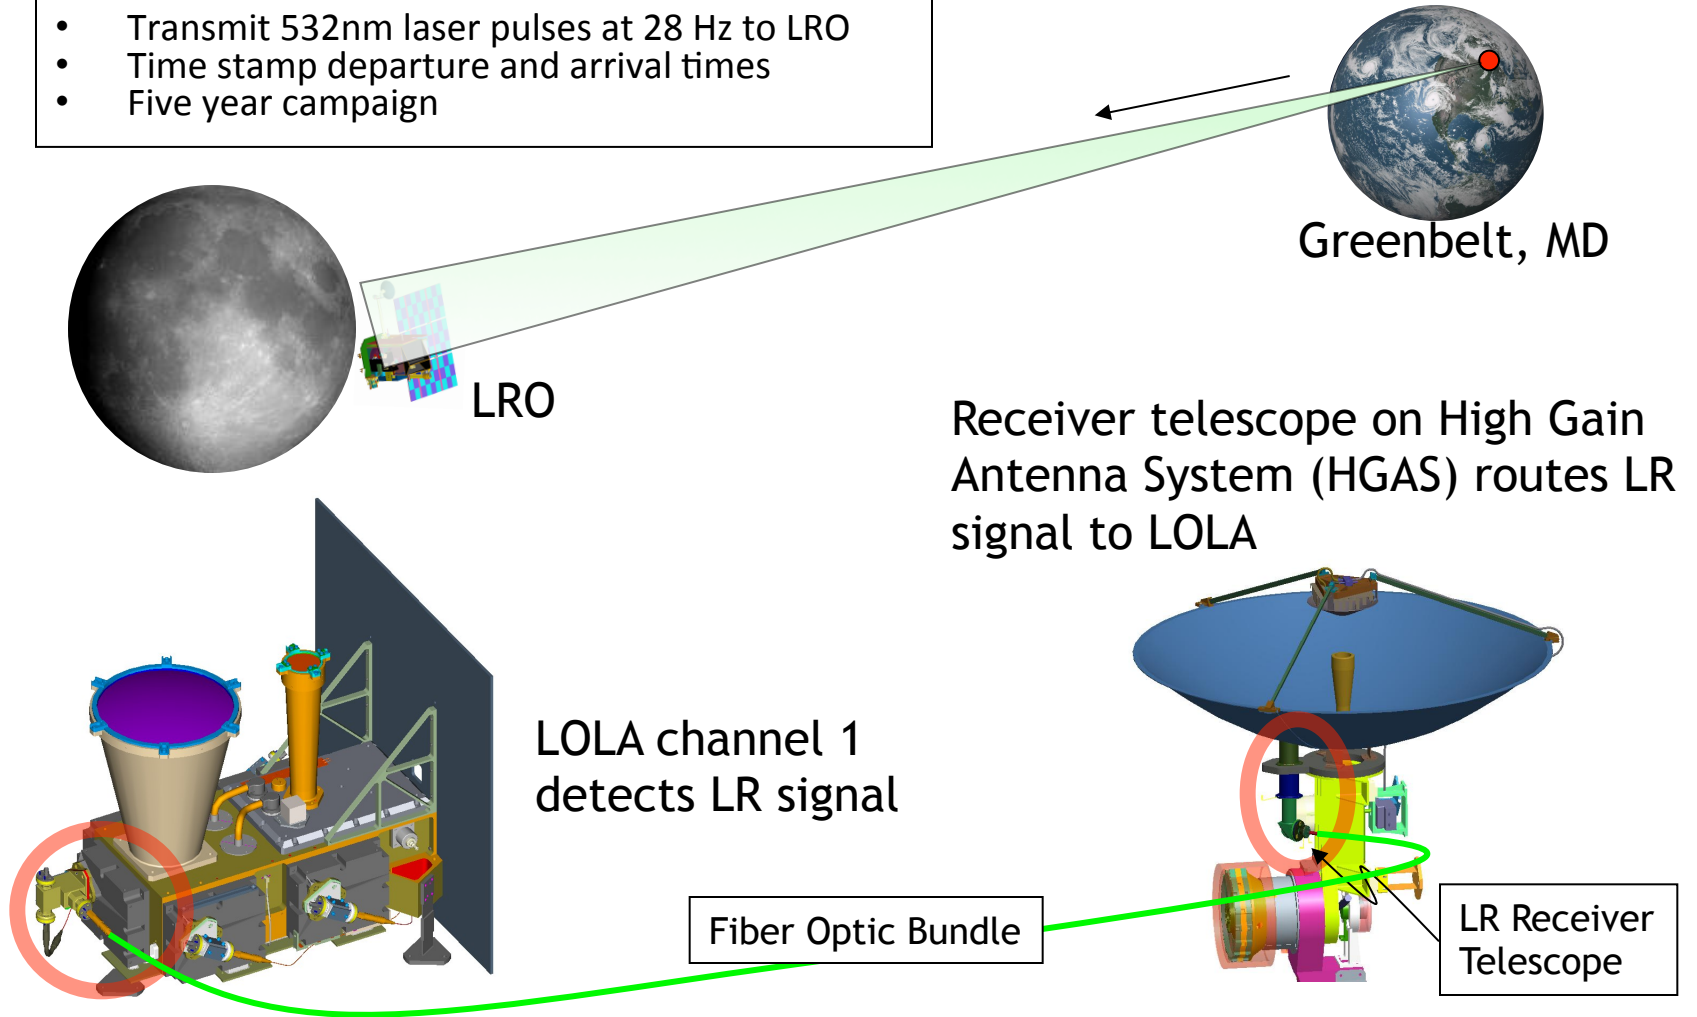 • Transmit 532nm laser pulses at 28 Hz to LRO
• Time stamp departure and arrival times
• Five year campaign
Greenbelt, MD
LRO
Receiver telescope on High Gain
Antenna System (HGAS) routes LR
signal to LOLA
LOLA channel 1
detects LR signal
Fiber Optic Bundle
LR Receiver
Telescope